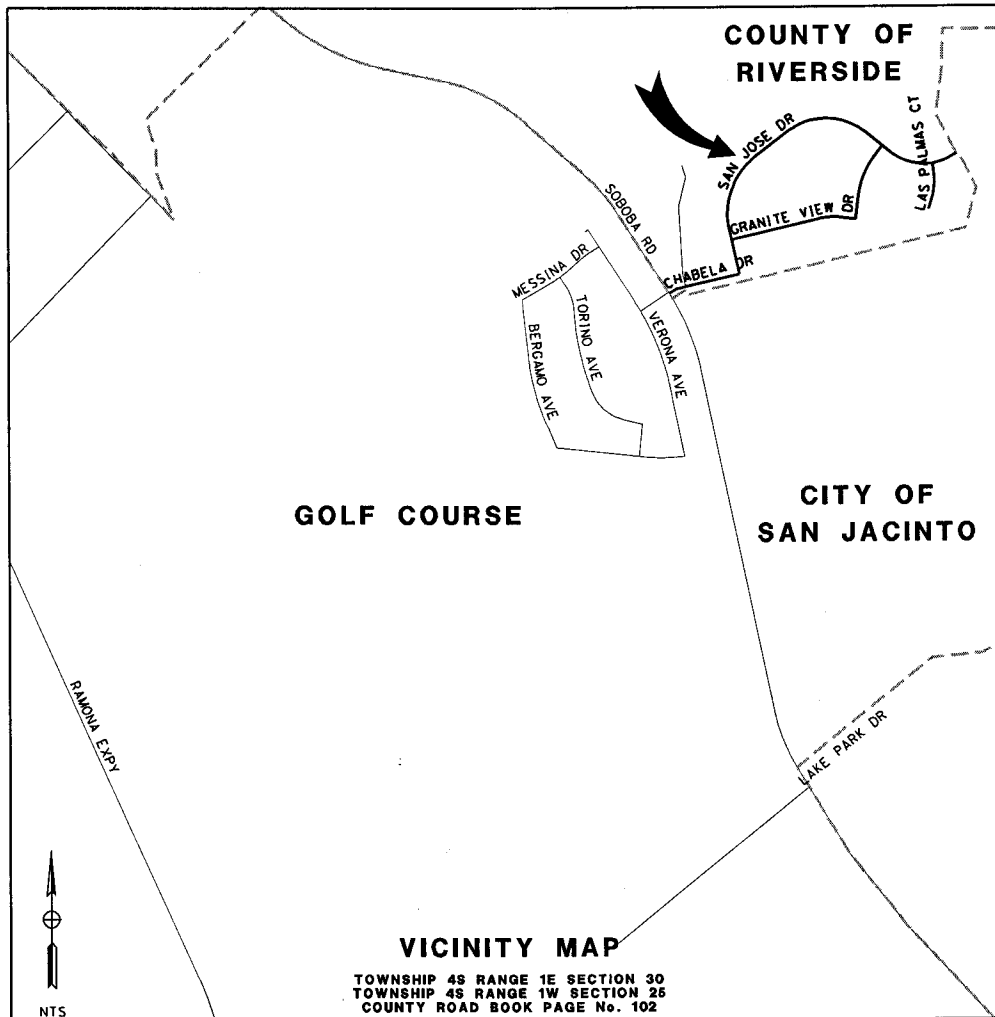 COUNTY OF
RIVERSIDE
SAN JOSE DR
LAS PALMAS CT
GRANITE VIEW DR
SOBOBA RD
CHABELA DR
MESSINA DR
TORINO AVE
VERONA AVE
BERGAMO AVE
GOLF COURSE
CITY OF
SAN JACINTO
RAMONA EXPY
LAKE PARK DR
NTS
VICINITY MAP
TOWNSHIP 4S RANGE 1E SECTION 30
TOWNSHIP 4S RANGE 1W SECTION 25
COUNTY ROAD BOOK PAGE No. 102